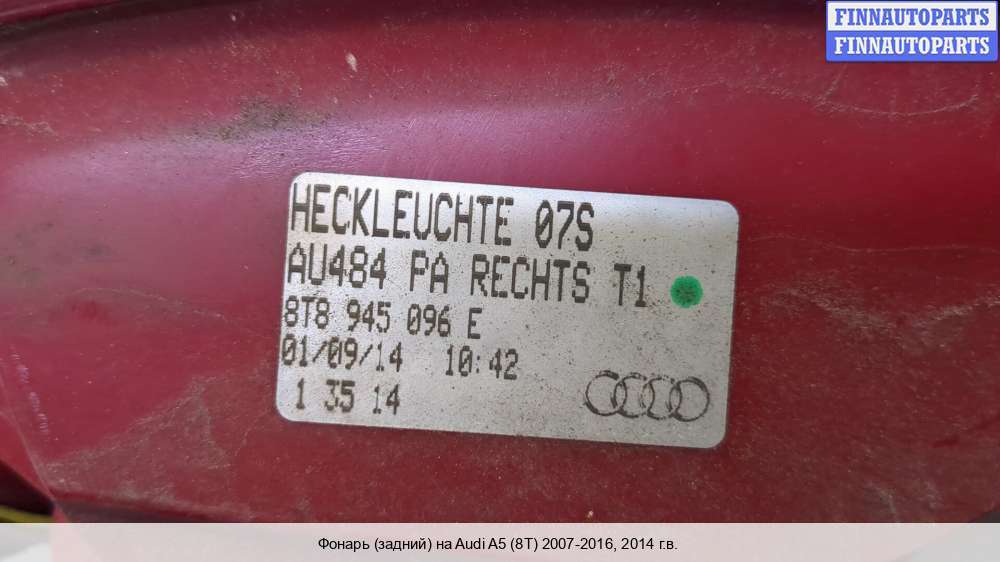 FINNAUTOPARTS
FINNAUTOPARTS
HECKLEUCHTE 07S
AU484 PA RECHTS T1
8T8 945 096 E
01/09/14 10:42
1 35 14
Фонарь (задний) на Audi A5 (8T) 2007-2016, 2014 г.в.